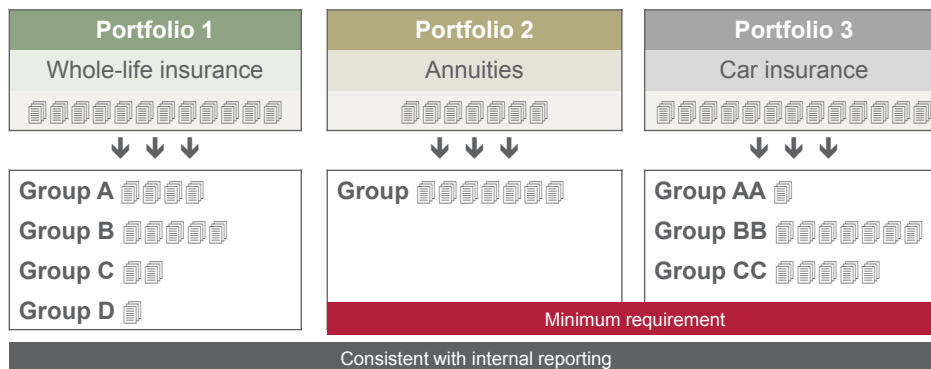 Portfolio 1
Whole-life insurance
Group A
Group B
Group C
Group D
Portfolio 2
Annuities
Group
Portfolio 3
Car insurance
Group AA
Group BB
Group CC
Minimum requirement
Consistent with internal reporting